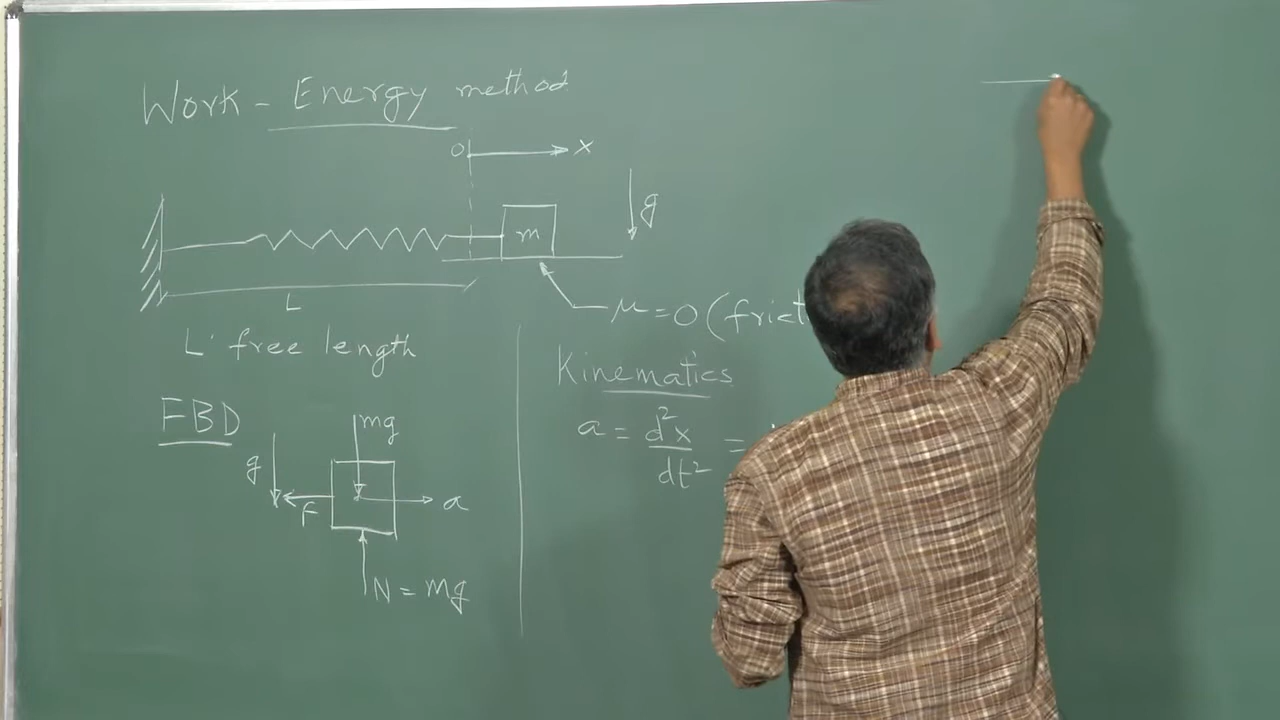 Work - Energy method
O x
g
m
L
μ = 0 (frict
L: free length
Kinematics
a = d²x/dt² =
FBD
mg
g
F
a
N = mg